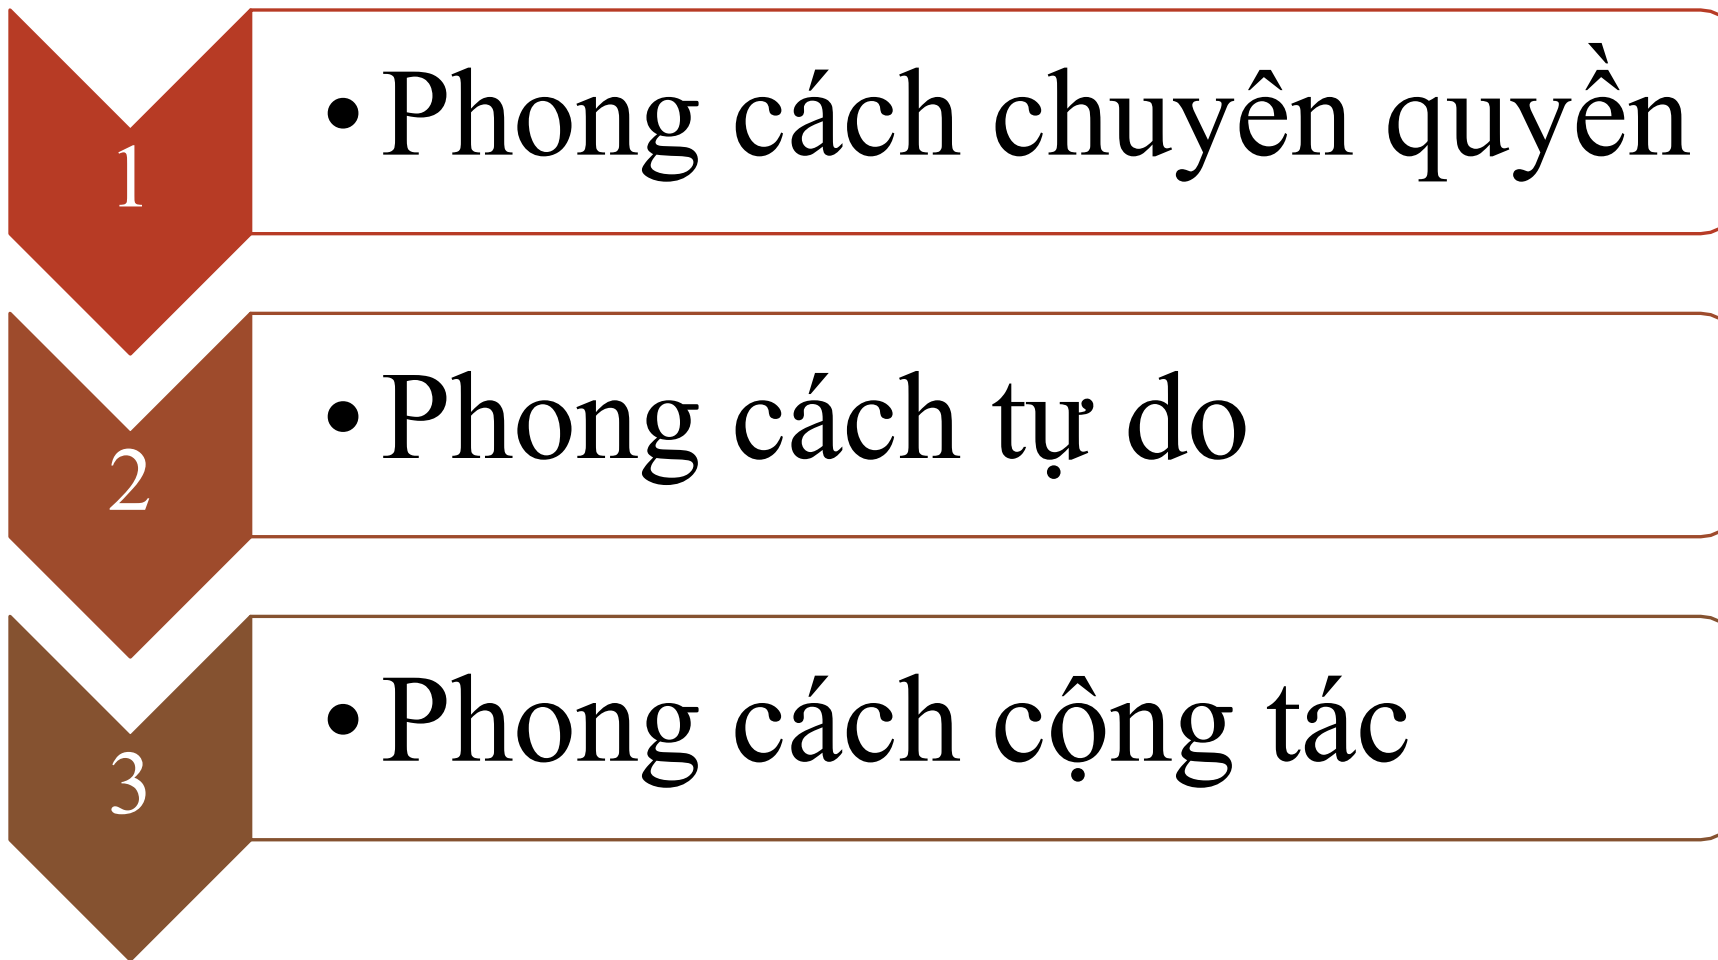 1
• Phong cách chuyên quyền
2
• Phong cách tự do
3
• Phong cách cộng tác